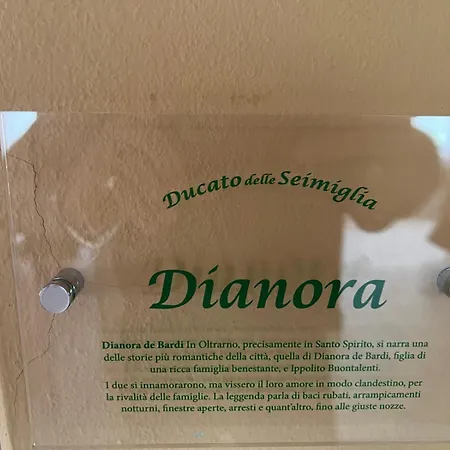 Ducato delle Seimiglia
Dianora
Dianora de Bardi In Oltrarno, precisamente in Santo Spirito, si narra una
delle storie più romantiche della città, quella di Dianora de Bardi, figlia di
una ricca famiglia benestante, e Ippolito Buontalenti.
I due si innamorarono, ma vissero il loro amore in modo clandestino, per
la rivalità delle famiglie. La leggenda parla di baci rubati, arrampicamenti
notturni, finestre aperte, arresti e quant'altro, fino alle giuste nozze.